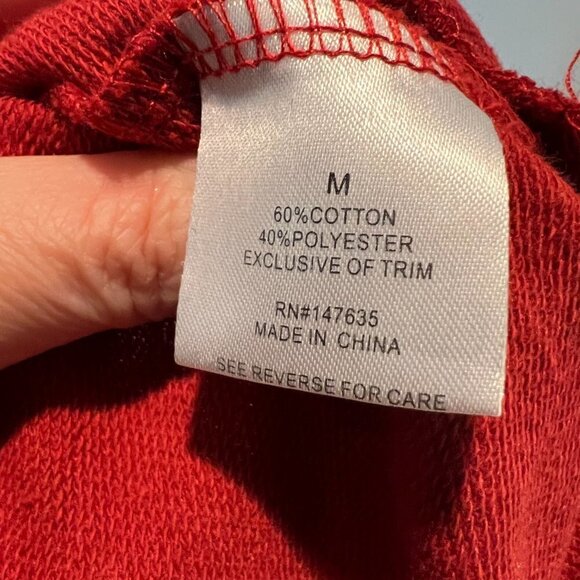 M
60%COTTON
40%POLYESTER
EXCLUSIVE OF TRIM
RN#147635
MADE IN CHINA
SEE REVERSE FOR CARE